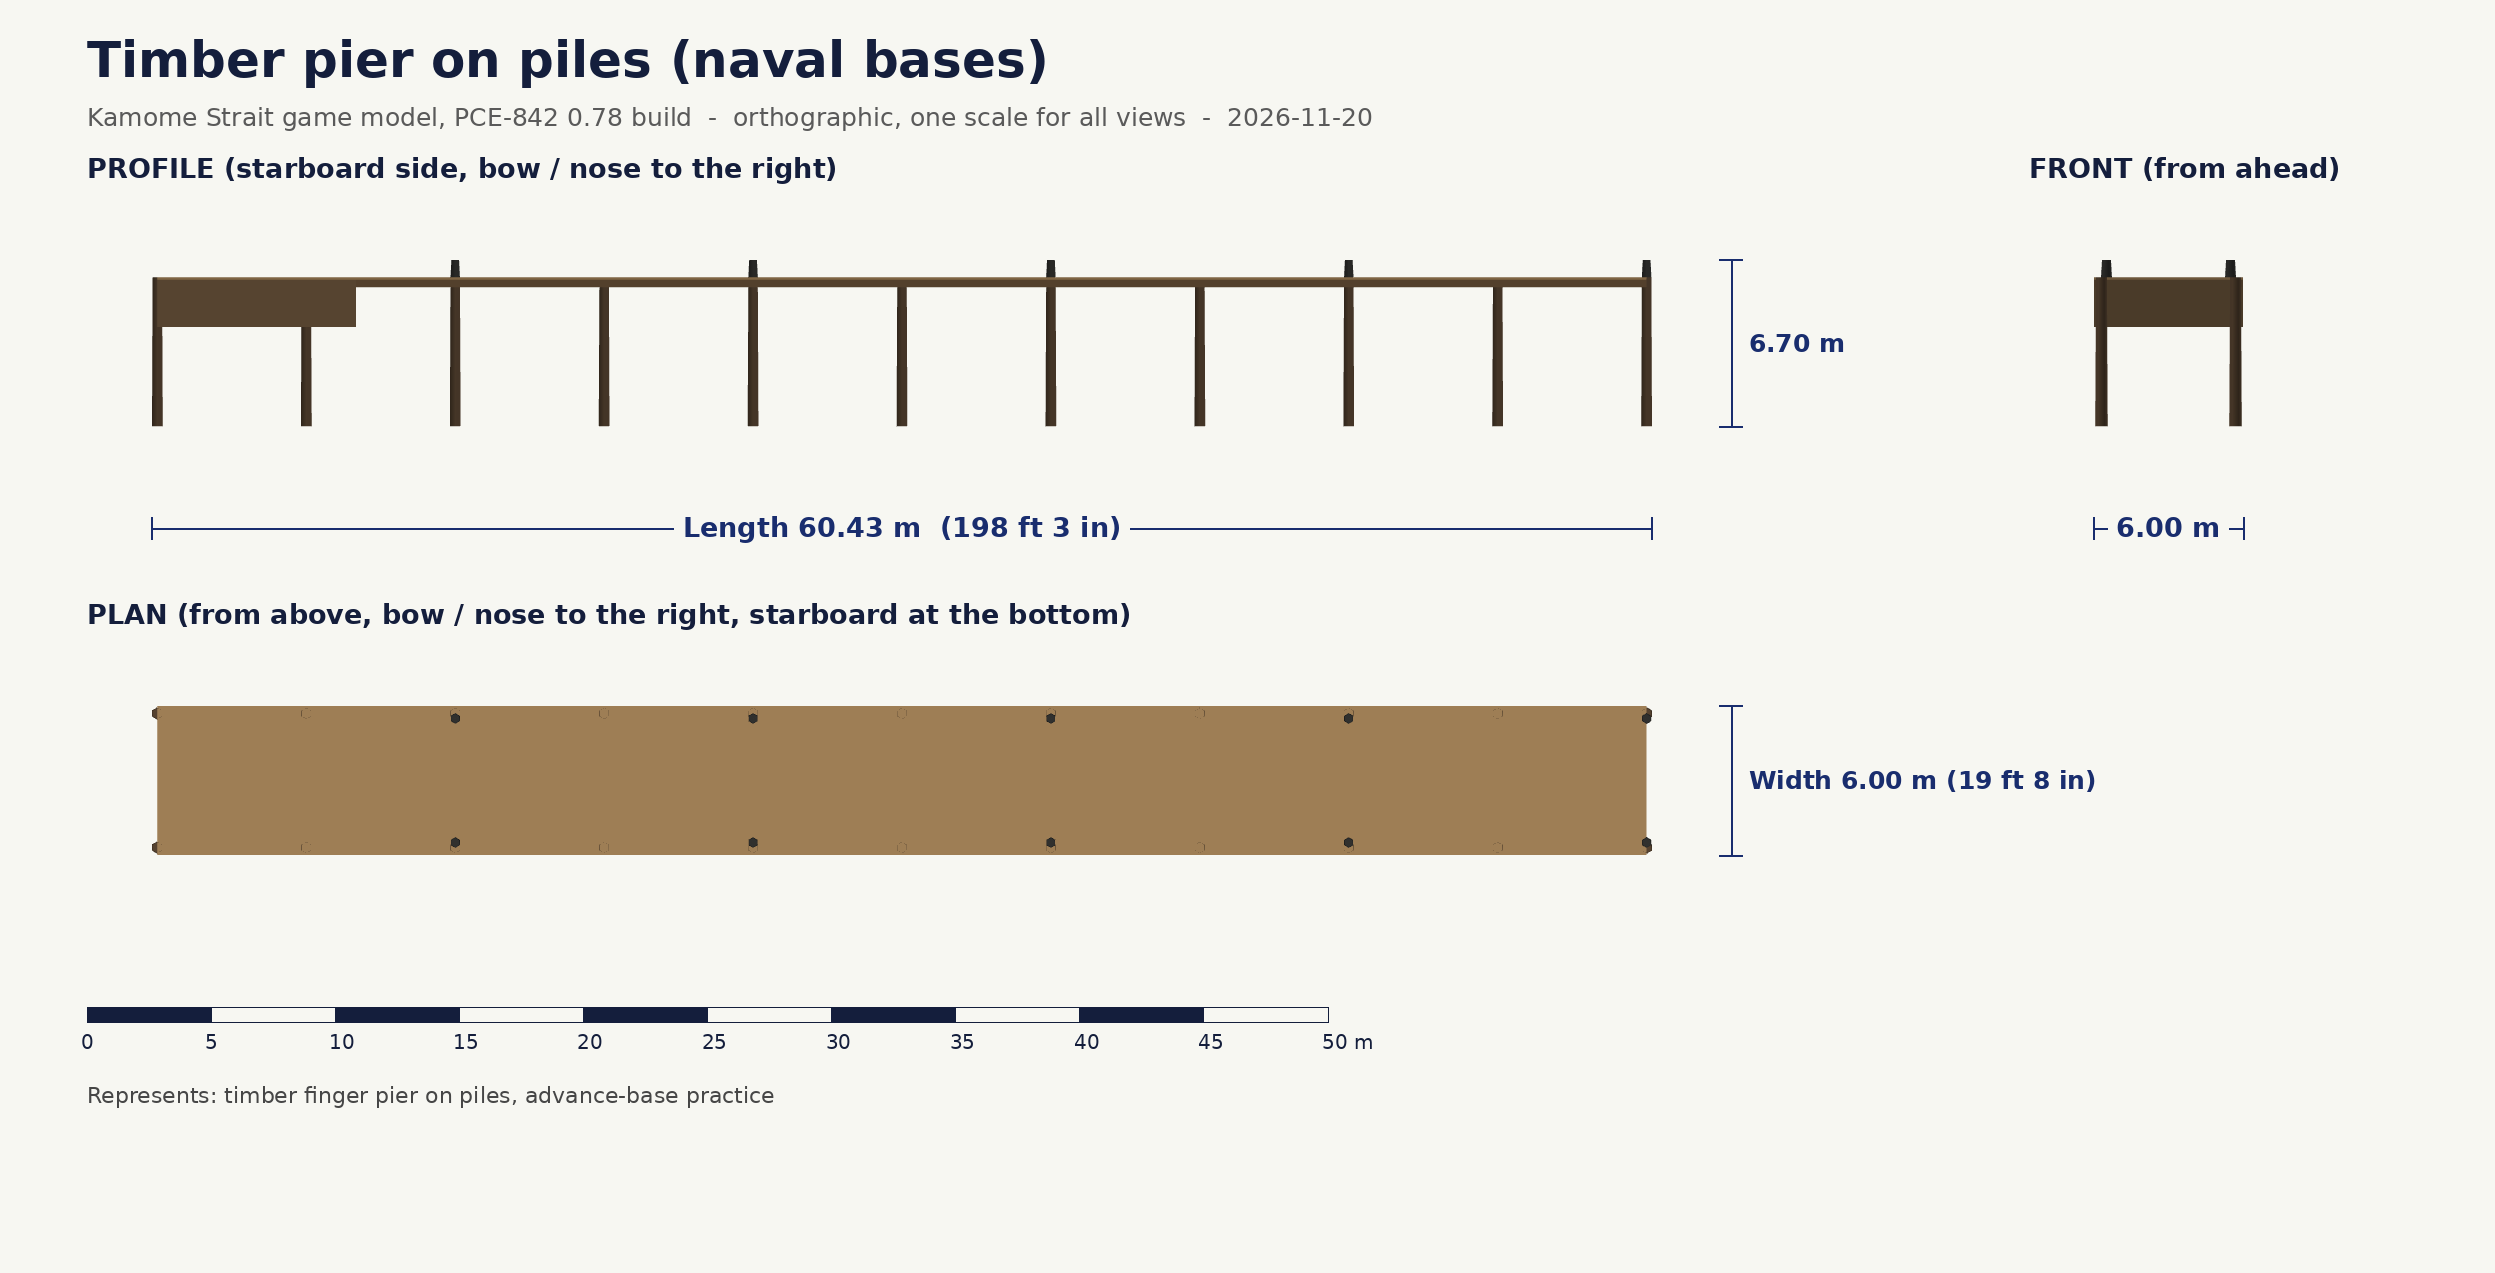 Timber pier on piles (naval bases)
Kamome Strait game model, PCE-842 0.78 build - orthographic, one scale for all views - 2026-11-20
PROFILE (starboard side, bow / nose to the right)
FRONT (from ahead)
6.70 m
Length 60.43 m (198 ft 3 in)
6.00 m
PLAN (from above, bow / nose to the right, starboard at the bottom)
Width 6.00 m (19 ft 8 in)
0 5 10 15 20 25 30 35 40 45 50 m
Represents: timber finger pier on piles, advance-base practice